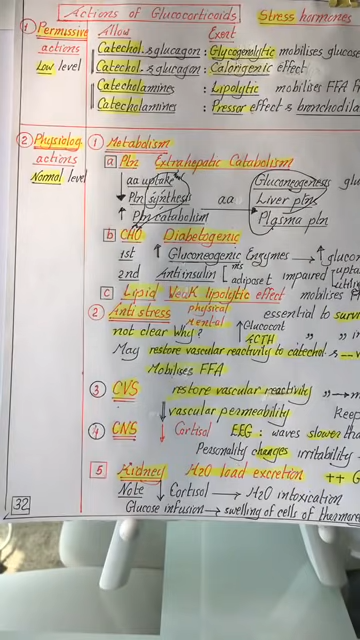 Actions of Glucocorticoids Stress hormones
① Permissive Allow Exert
actions Catechol. & glucagon : Glycogenolytic mobilises glucose
Low level Catechol. & glucagon : Calorigenic effect
Catecholamines : Lipolytic mobilises FFA
Catecholamines : Pressor effect & bronchodila
② Physiolog. ① Metabolism
actions a Ptn Extrahepatic Catabolism
Normal level ↓ aa uptake Gluconeogenesis
↓ Ptn synthesis aa Liver ptn
↑ Ptn catabolism Plasma ptn
b CHO Diabetogenic
1st ↑ Gluconeogenic Enzymes → ↑
2nd Antiinsulin [ ms adipost impaired
c Lipid Weak lipolytic effect mobilises
② Anti stress physical mental essential to
not clear Why? ↑ Glucocort ACTH
May restore vascular reactivity to catechol &
Mobilises FFA
③ CVS restore vascular reactivity
↓ vascular permeability
④ CNS ↓ Cortisol EEG : waves slower
Personality changes irritability
5 Kidney H2O load excretion ++
Note ↓ Cortisol → H2O intoxication
Glucose infusion → swelling of cells of
32